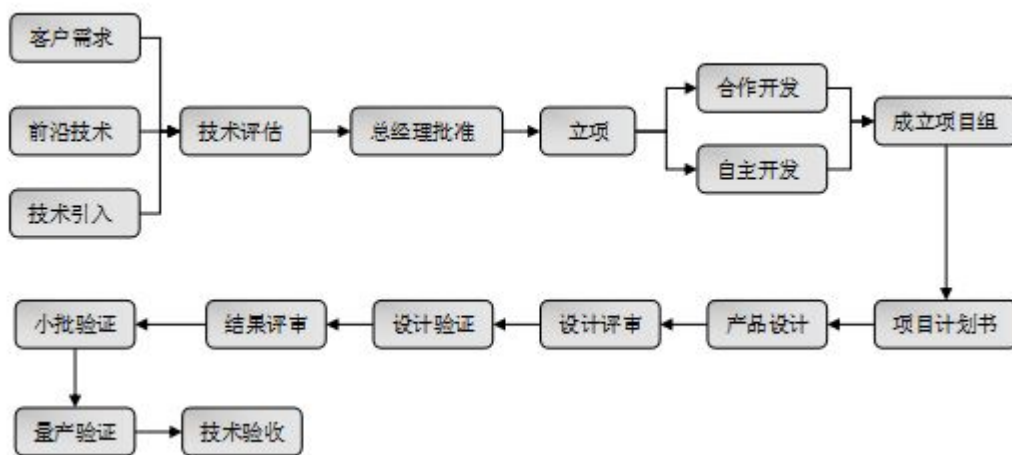 客户需求
前沿技术
技术引入
技术评估
总经理批准
立项
合作开发
自主开发
成立项目组
项目计划书
产品设计
设计评审
设计验证
结果评审
小批验证
量产验证
技术验收